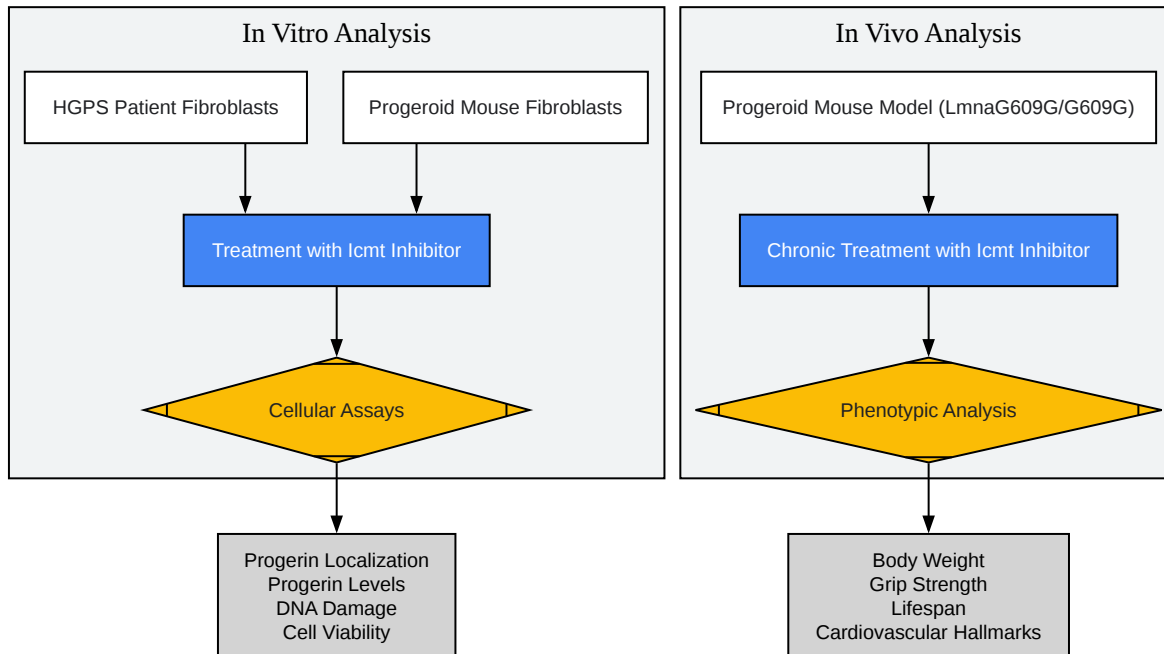 In Vitro Analysis
HGPS Patient Fibroblasts
Progeroid Mouse Fibroblasts
Treatment with Icmt Inhibitor
Cellular Assays
Progerin Localization
Progerin Levels
DNA Damage
Cell Viability
In Vivo Analysis
Progeroid Mouse Model (LmnaG609G/G609G)
Chronic Treatment with Icmt Inhibitor
Phenotypic Analysis
Body Weight
Grip Strength
Lifespan
Cardiovascular Hallmarks